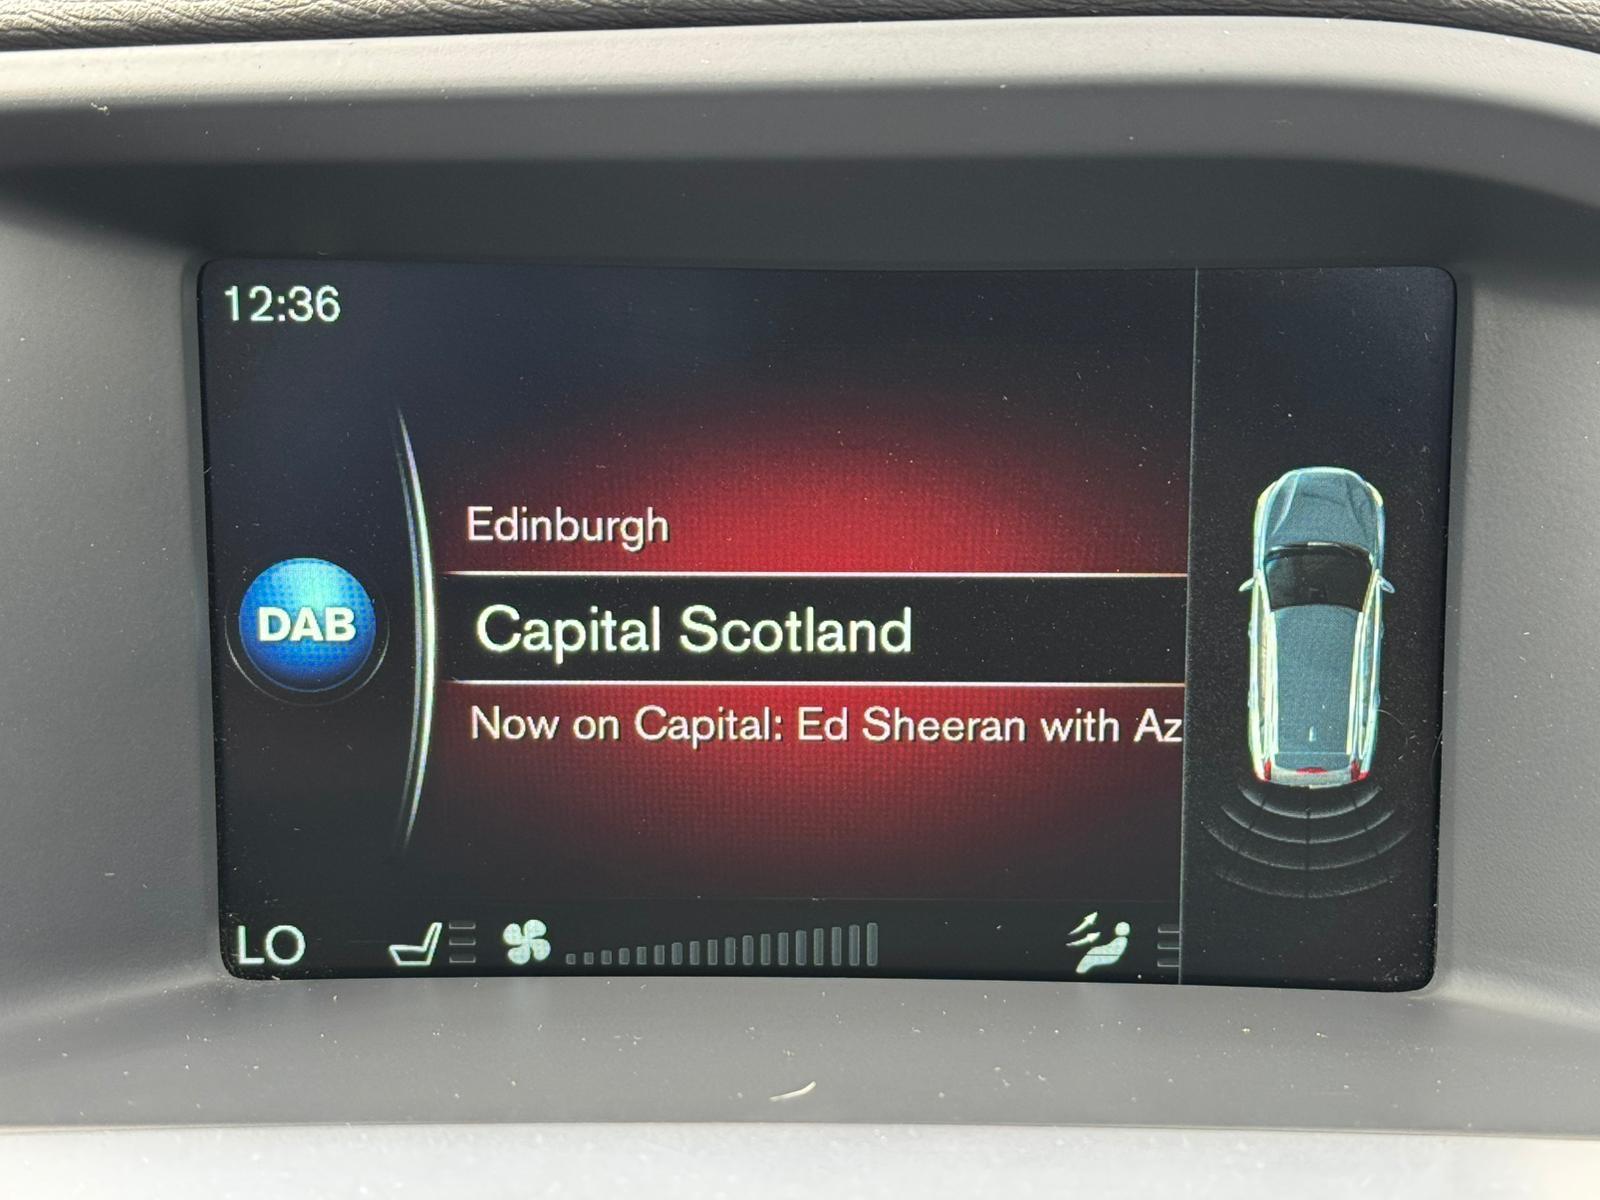 12:36
Edinburgh
DAB
Capital Scotland
Now on Capital: Ed Sheeran with Az
LO